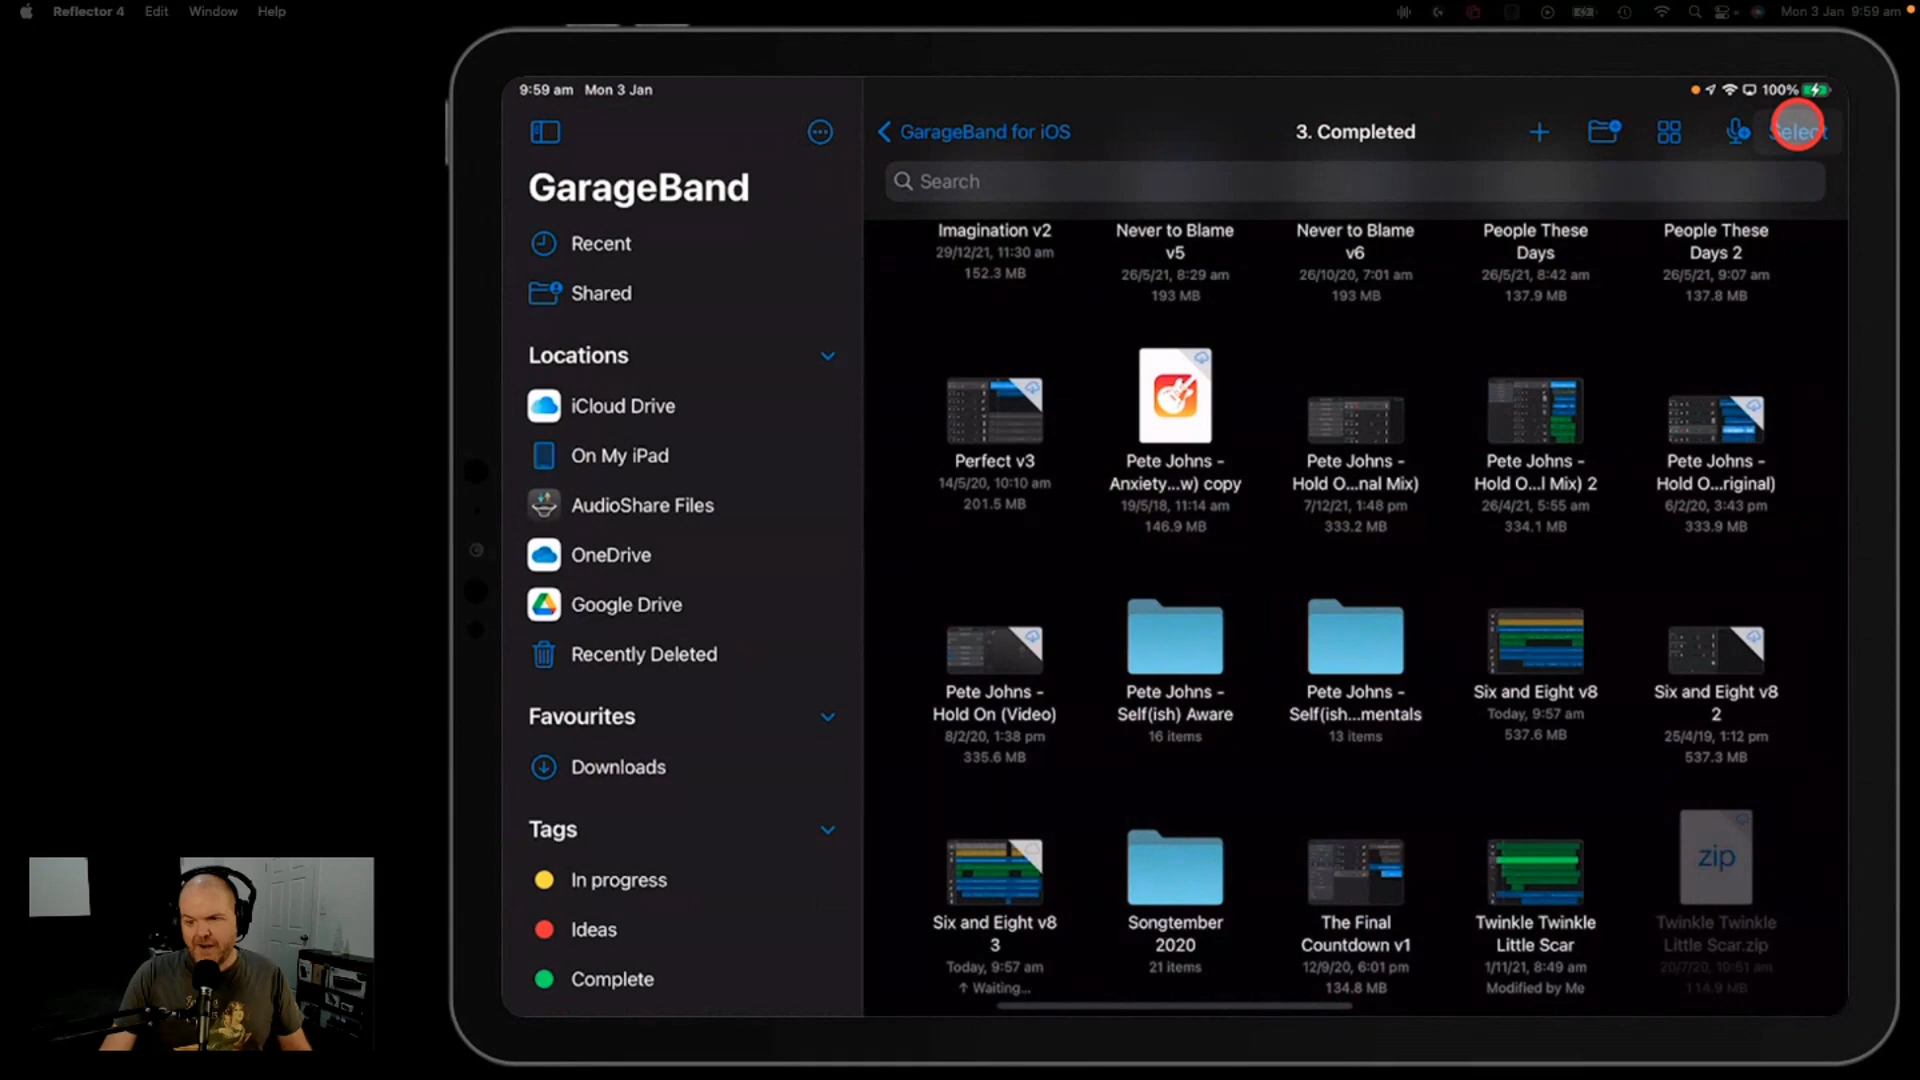 Reflector 4 Edit Window Help
Mon 3 Jan 9:59 am
9:59 am Mon 3 Jan
100%
GarageBand for iOS
3. Completed
Select
Search
GarageBand
Recent
Shared
Locations
iCloud Drive
On My iPad
AudioShare Files
OneDrive
Google Drive
Recently Deleted
Favourites
Downloads
Tags
In progress
Ideas
Complete
Imagination v2
29/12/21, 11:30 am
152.3 MB
Never to Blame
v5
26/5/21, 8:29 am
193 MB
Never to Blame
v6
26/10/20, 7:01 am
193 MB
People These
Days
26/5/21, 8:42 am
137.9 MB
People These
Days 2
26/5/21, 9:07 am
137.8 MB
Perfect v3
14/5/20, 10:10 am
201.5 MB
Pete Johns -
Anxiety...w) copy
19/5/18, 11:14 am
146.9 MB
Pete Johns -
Hold O...nal Mix)
7/12/21, 1:48 pm
333.2 MB
Pete Johns -
Hold O...l Mix) 2
26/4/21, 5:55 am
334.1 MB
Pete Johns -
Hold O...riginal)
6/2/20, 3:43 pm
333.9 MB
Pete Johns -
Hold On (Video)
8/2/20, 1:38 pm
335.6 MB
Pete Johns -
Self(ish) Aware
16 items
Pete Johns -
Self(ish...mentals
13 items
Six and Eight v8
Today, 9:57 am
537.6 MB
Six and Eight v8
2
25/4/19, 1:12 pm
537.3 MB
Six and Eight v8
3
Today, 9:57 am
↑ Waiting...
Songtember
2020
21 items
The Final
Countdown v1
12/9/20, 6:01 pm
134.8 MB
Twinkle Twinkle
Little Scar
1/11/21, 8:49 am
Modified by Me
zip
Twinkle Twinkle
Little Scar.zip
20/7/20, 10:51 am
114.9 MB